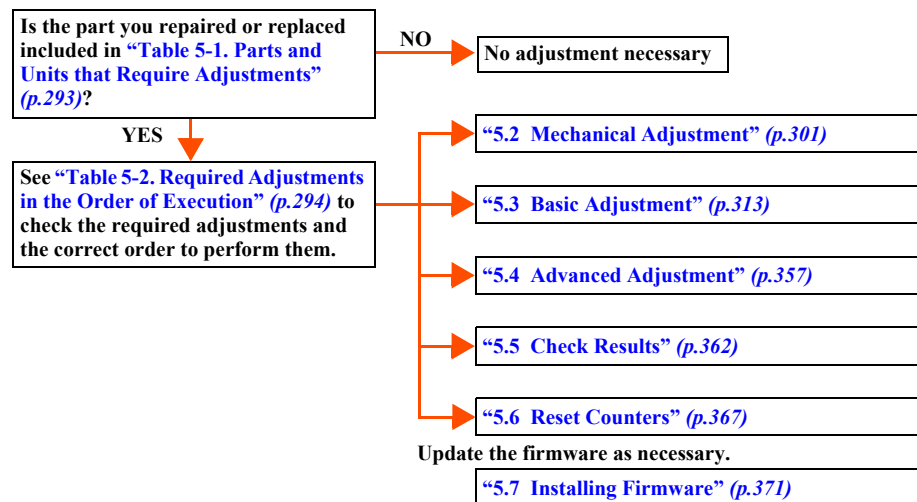 Is the part you repaired or replaced
included in “Table 5-1. Parts and
Units that Require Adjustments”
(p.293)?
NO
No adjustment necessary
YES
See “Table 5-2. Required Adjustments
in the Order of Execution” (p.294) to
check the required adjustments and
the correct order to perform them.
“5.2 Mechanical Adjustment” (p.301)
“5.3 Basic Adjustment” (p.313)
“5.4 Advanced Adjustment” (p.357)
“5.5 Check Results” (p.362)
“5.6 Reset Counters” (p.367)
Update the firmware as necessary.
“5.7 Installing Firmware” (p.371)